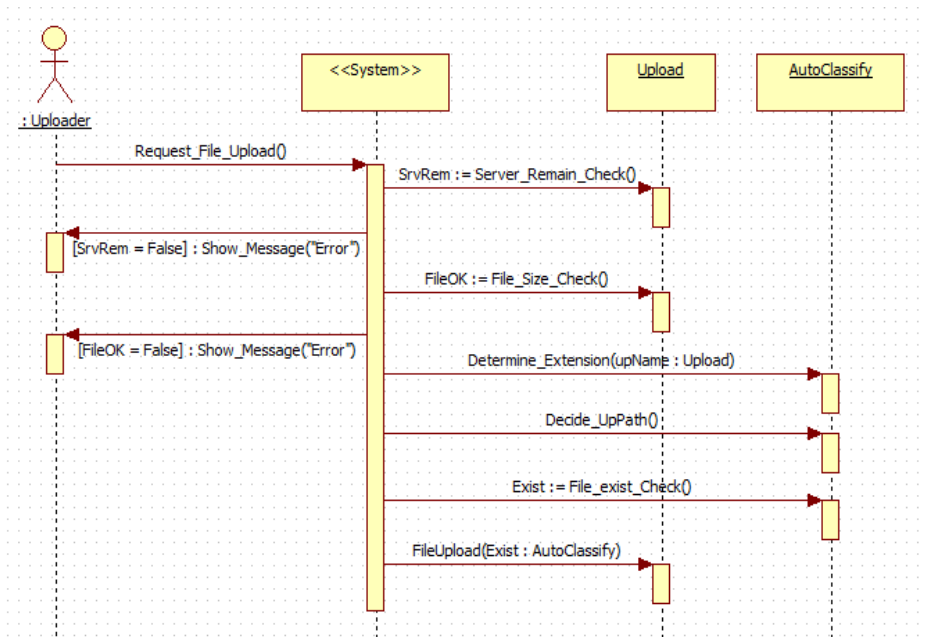 <<System>>
Upload
AutoClassify
: Uploader
Request_File_Upload()
SrvRem := Server_Remain_Check()
[SrvRem = False] : Show_Message("Error")
FileOK := File_Size_Check()
[FileOK = False] : Show_Message("Error")
Determine_Extension(upName : Upload)
Decide_UpPath()
Exist := File_exist_Check()
FileUpload(Exist : AutoClassify)